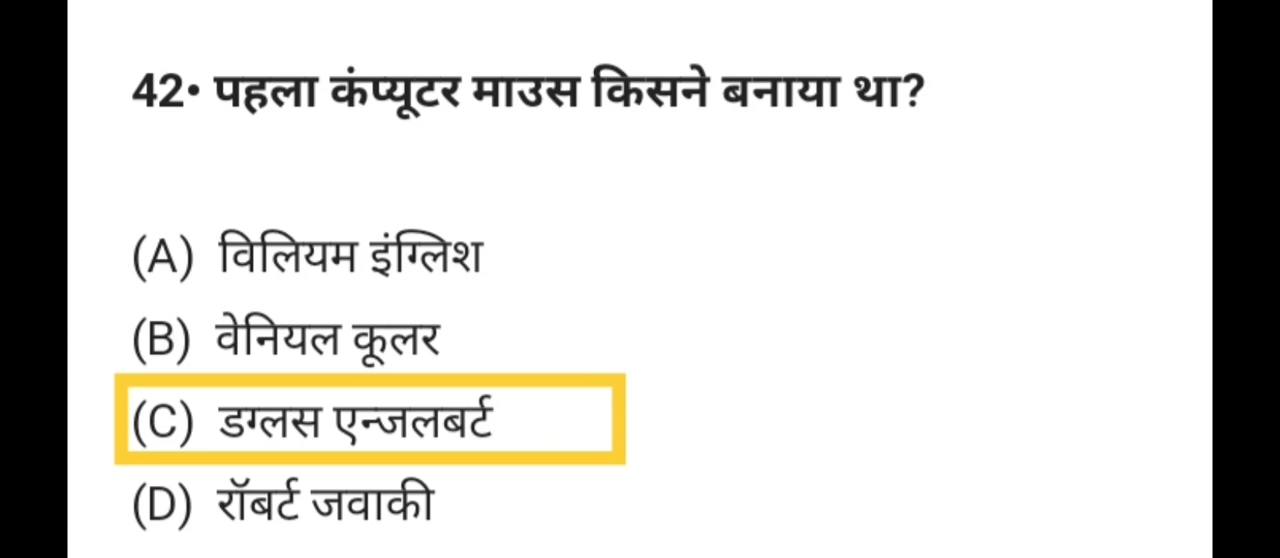 42• पहला कंप्यूटर माउस किसने बनाया था?
(A) विलियम इंग्लिश
(B) वेनियल कूलर
(C) डग्लस एन्जलबर्ट
(D) रॉबर्ट जवाकी